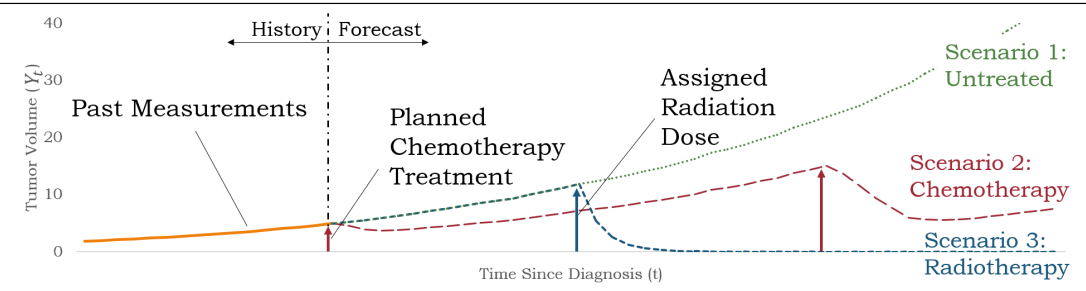 40
30
20
10
0
Tumor Volume (Y_t)
History
Forecast
Past Measurements
Planned
Chemotherapy
Treatment
Assigned
Radiation
Dose
Scenario 1:
Untreated
Scenario 2:
Chemotherapy
Scenario 3:
Radiotherapy
Time Since Diagnosis (t)